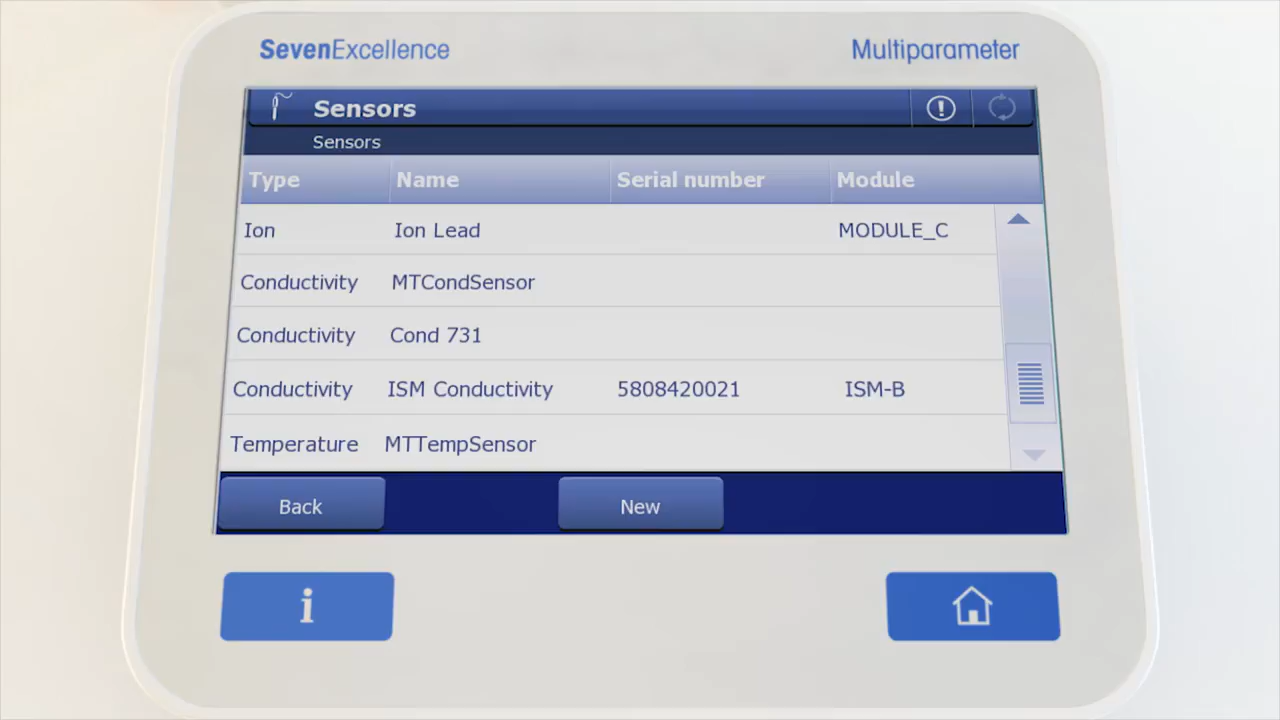 SevenExcellence Multiparameter
Sensors
Sensors
Type Name Serial number Module
Ion Ion Lead MODULE_C
Conductivity MTCondSensor
Conductivity Cond 731
Conductivity ISM Conductivity 5808420021 ISM-B
Temperature MTTempSensor
Back New
i